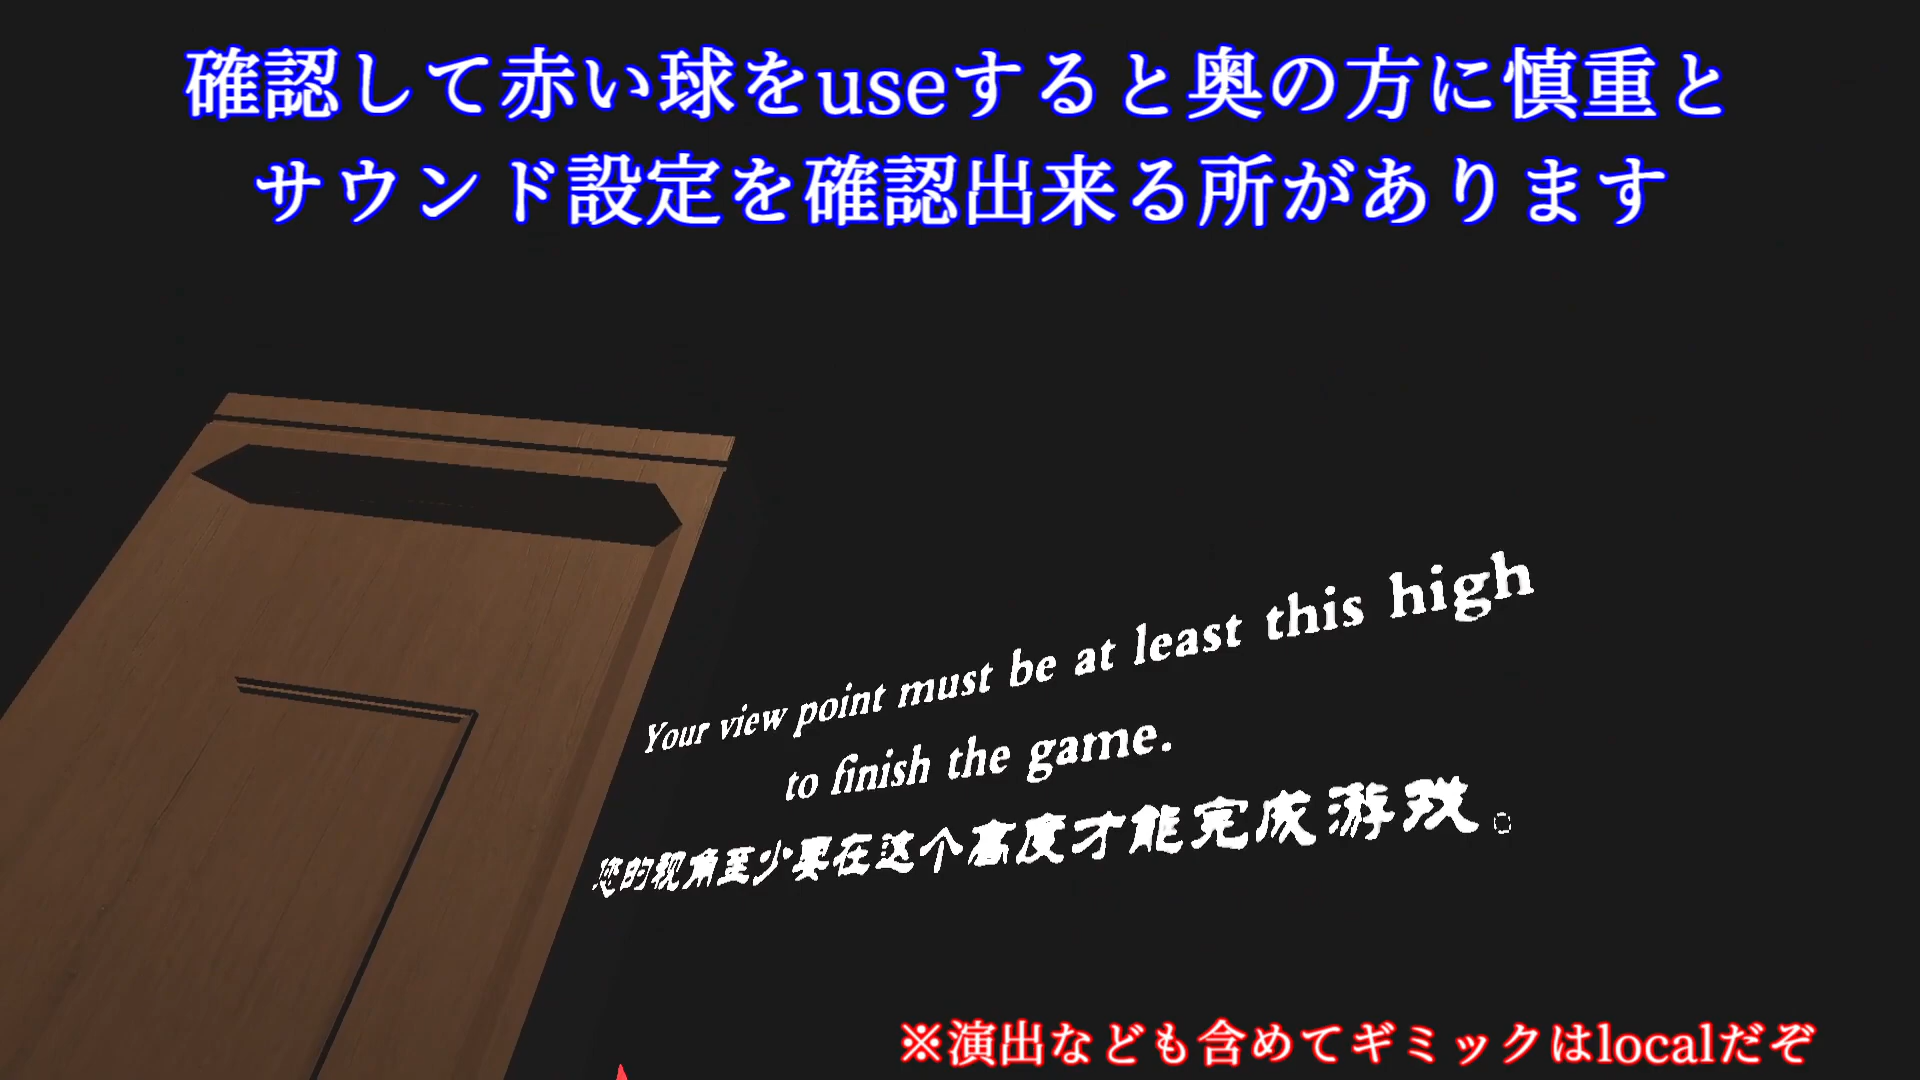 確認して赤い球をuseすると奥の方に慎重と
サウンド設定を確認出来る所があります
Your view point must be at least this high
to finish the game.
您的视角至少要在这个高度才能完成游戏。
※演出なども含めてギミックはlocalだぞ